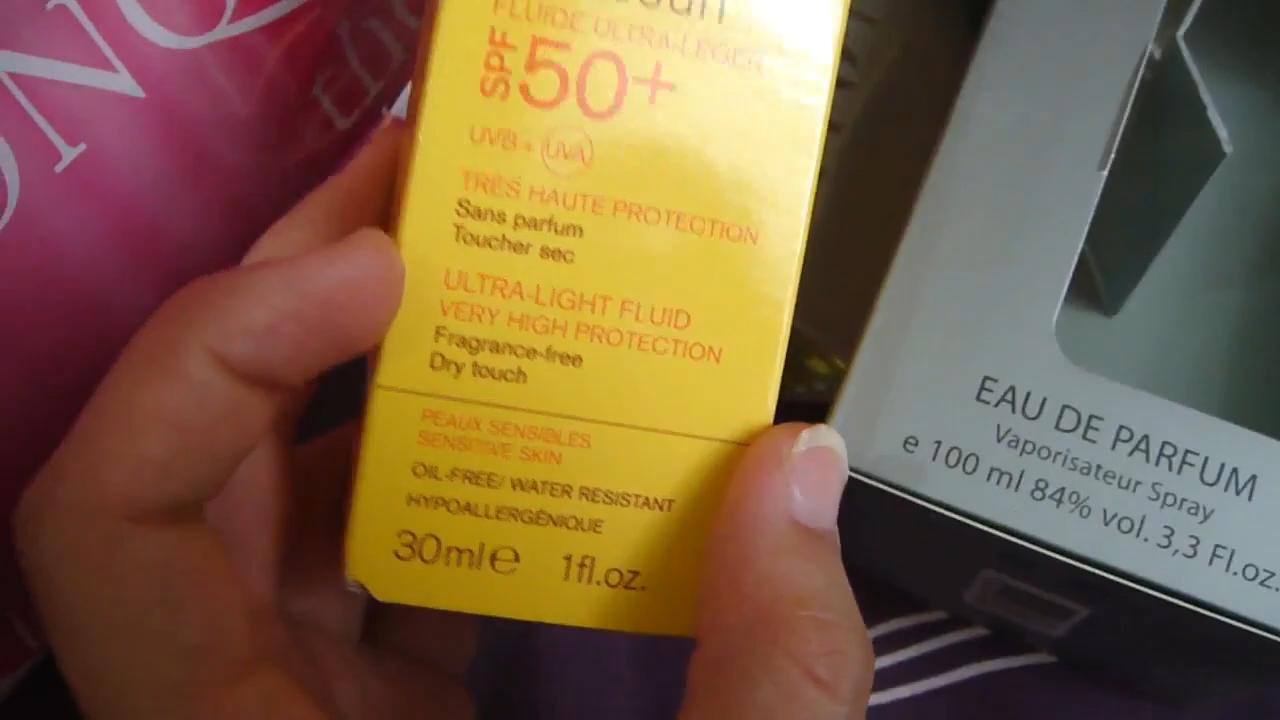 FLUIDE ULTRA-LÉGER
SPF 50+
UVB + UVA
TRÈS HAUTE PROTECTION
Sans parfum
Toucher sec
ULTRA-LIGHT FLUID
VERY HIGH PROTECTION
Fragrance-free
Dry touch
PEAUX SENSIBLES
SENSITIVE SKIN
OIL-FREE/ WATER RESISTANT
HYPOALLERGÉNIQUE
30ml e 1fl.oz.
EAU DE PARFUM
Vaporisateur Spray
e 100 ml 84% vol. 3,3 Fl.oz.